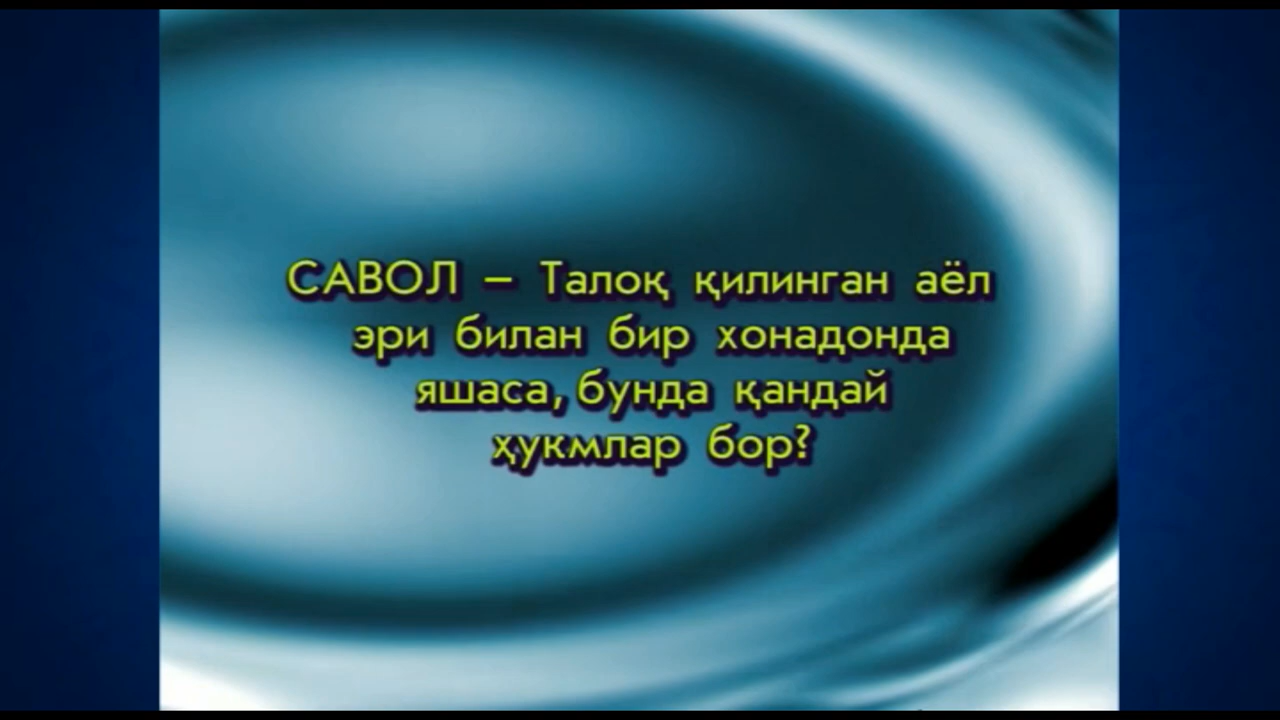 САВОЛ – Талоқ қилинган аёл
эри билан бир хонадонда
яшаса, бунда қандай
ҳукмлар бор?